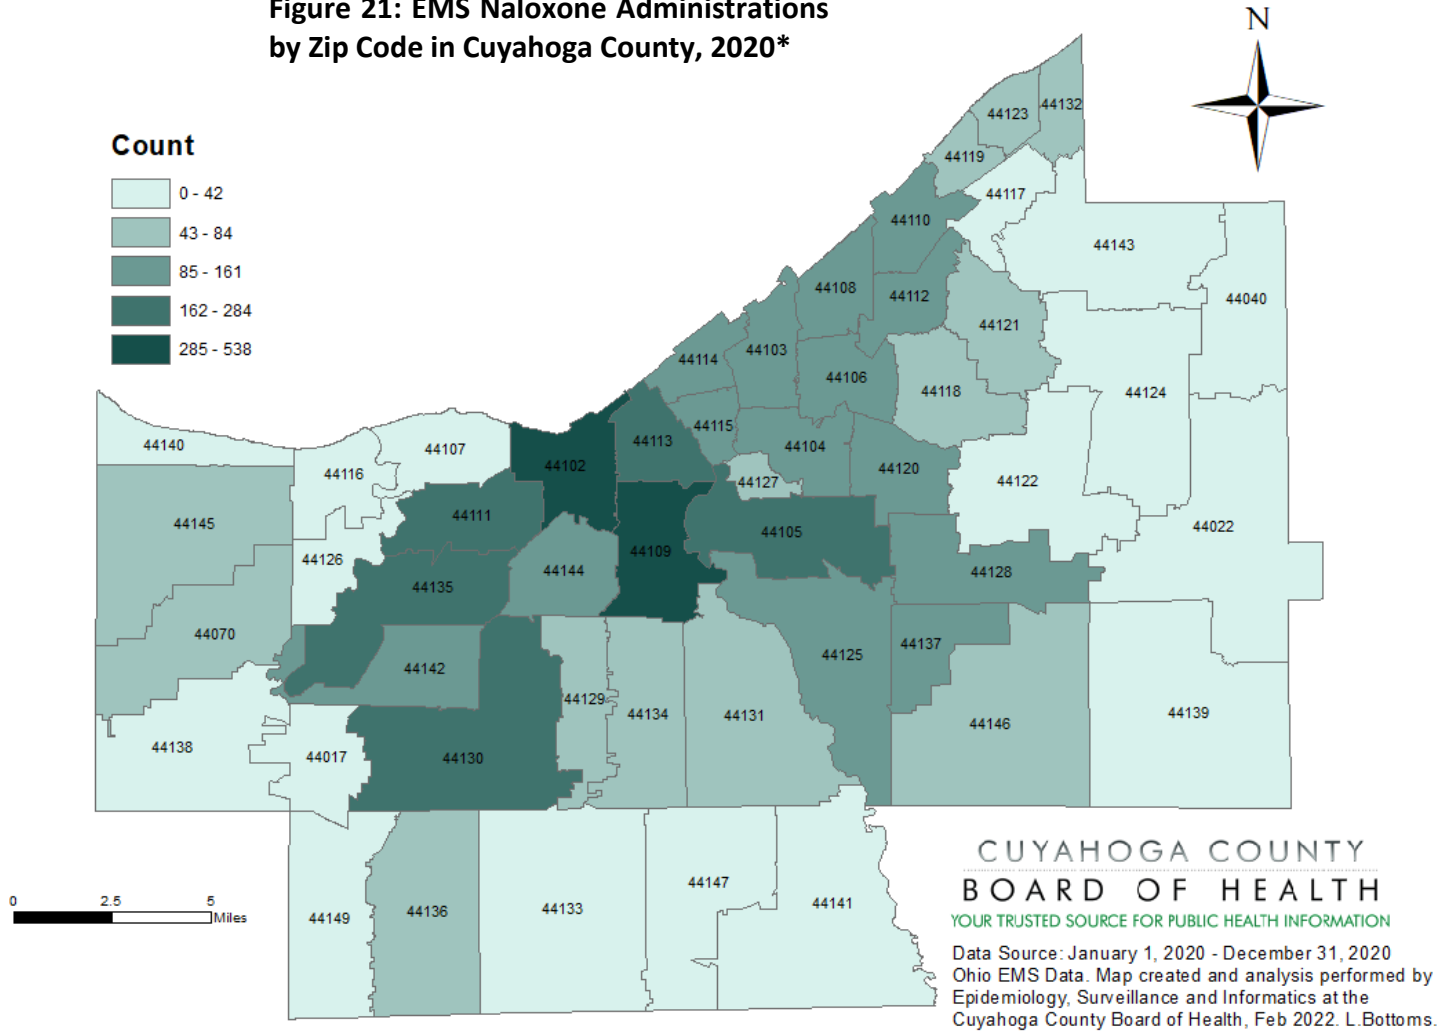 Figure 21: EMS Naloxone Administrations
by Zip Code in Cuyahoga County, 2020*
N
Count
0 - 42
43 - 84
85 - 161
162 - 284
285 - 538
44132
44123
44119
44117
44110
44143
44108
44112
44040
44121
44103
44114
44106
44118
44124
44115
44113
44140
44107
44104
44102
44116
44120
44127
44122
44111
44145
44022
44105
44109
44126
44144
44128
44135
44070
44137
44125
44142
44129
44134
44131
44139
44146
44138
44017
44130
44147
44141
44133
44136
44149
0 2.5 5
Miles
CUYAHOGA COUNTY
BOARD OF HEALTH
YOUR TRUSTED SOURCE FOR PUBLIC HEALTH INFORMATION
Data Source: January 1, 2020 - December 31, 2020
Ohio EMS Data. Map created and analysis performed by
Epidemiology, Surveillance and Informatics at the
Cuyahoga County Board of Health, Feb 2022. L.Bottoms.